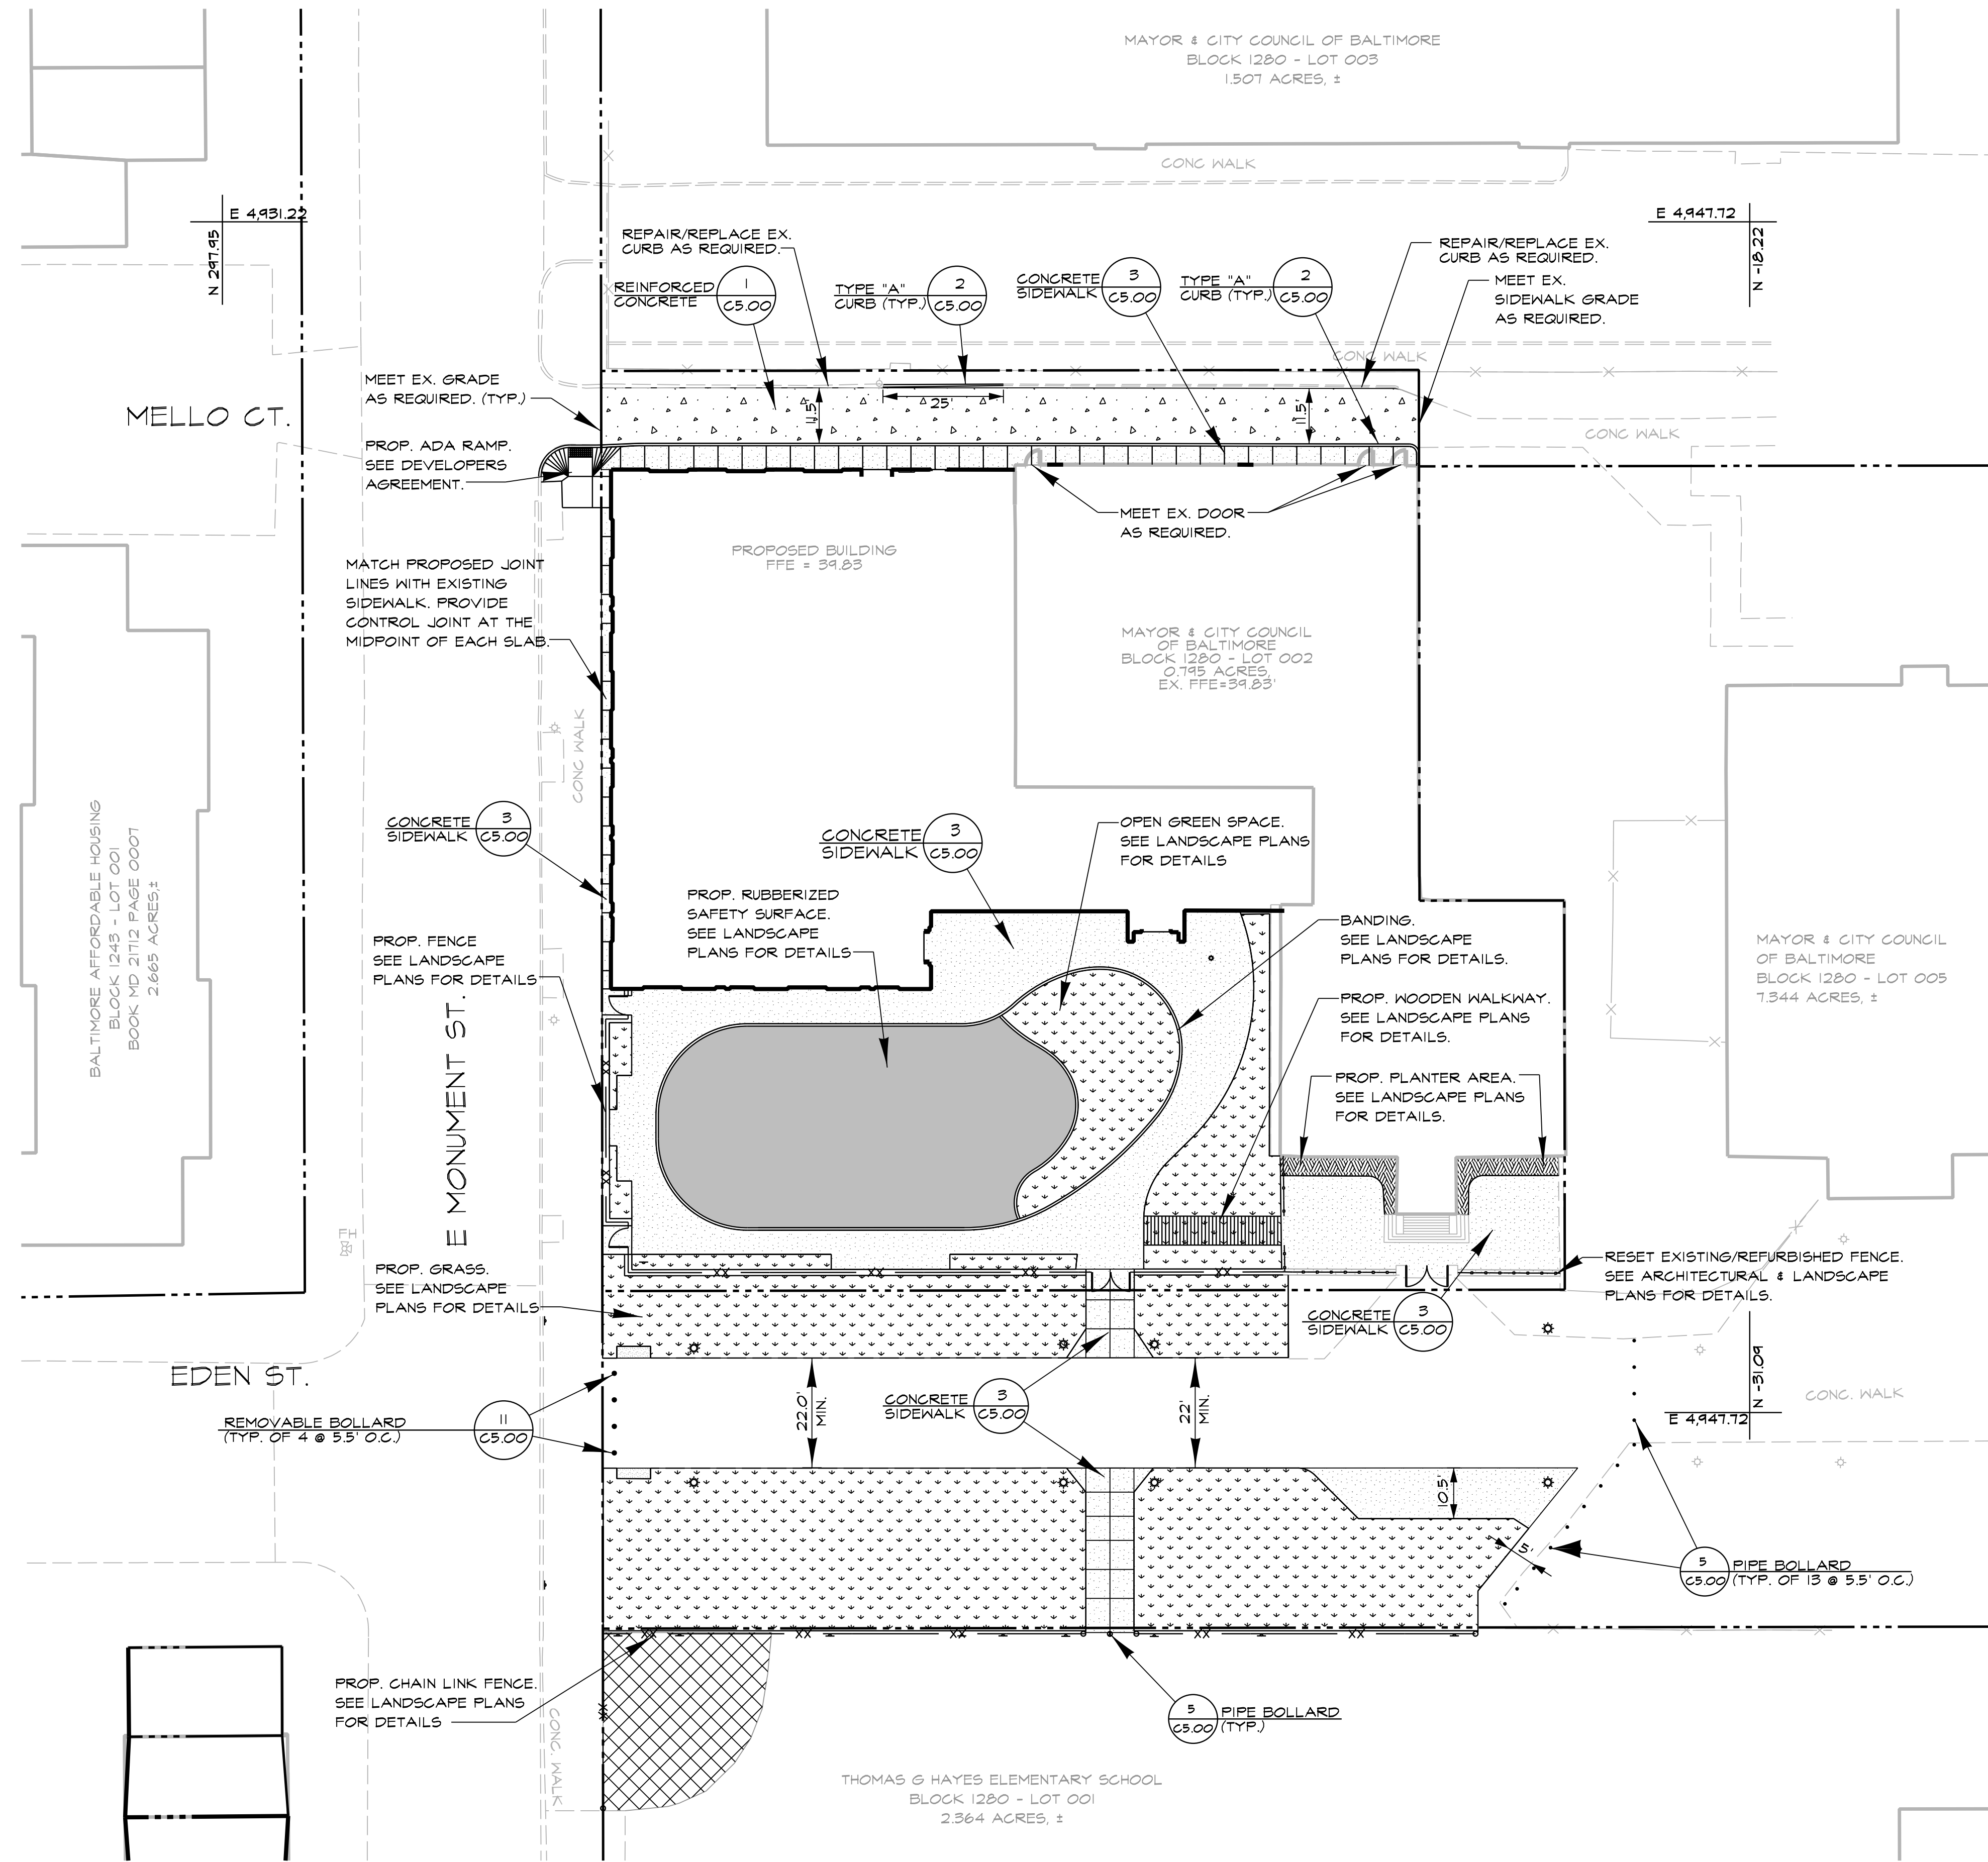 MAYOR & CITY COUNCIL OF BALTIMORE
BLOCK 1280 - LOT 003
1.507 ACRES, ±
CONC WALK
E 4,931.22
N 297.95
E 4,947.72
N -18.22
REPAIR/REPLACE EX.
CURB AS REQUIRED.
REINFORCED
CONCRETE
1
C5.00
TYPE "A"
CURB (TYP.)
2
C5.00
CONCRETE
SIDEWALK
3
C5.00
TYPE "A"
CURB (TYP.)
2
C5.00
REPAIR/REPLACE EX.
CURB AS REQUIRED.
MEET EX.
SIDEWALK GRADE
AS REQUIRED.
CONC WALK
MEET EX. GRADE
AS REQUIRED. (TYP.)
11.5'
25'
11.5'
MELLO CT.
CONC WALK
PROP. ADA RAMP.
SEE DEVELOPERS
AGREEMENT.
MEET EX. DOOR
AS REQUIRED.
PROPOSED BUILDING
FFE = 39.83
MATCH PROPOSED JOINT
LINES WITH EXISTING
SIDEWALK. PROVIDE
CONTROL JOINT AT THE
MIDPOINT OF EACH SLAB.
MAYOR & CITY COUNCIL
OF BALTIMORE
BLOCK 1280 - LOT 002
0.795 ACRES,
EX. FFE=39.83'
CONC WALK
BALTIMORE AFFORDABLE HOUSING
BLOCK 1243 - LOT 001
BOOK MD 21712 PAGE 0007
2.665 ACRES,±
CONCRETE
SIDEWALK
3
C5.00
CONCRETE
SIDEWALK
3
C5.00
OPEN GREEN SPACE.
SEE LANDSCAPE PLANS
FOR DETAILS
PROP. RUBBERIZED
SAFETY SURFACE.
SEE LANDSCAPE
PLANS FOR DETAILS
BANDING.
SEE LANDSCAPE
PLANS FOR DETAILS.
MAYOR & CITY COUNCIL
OF BALTIMORE
BLOCK 1280 - LOT 005
7.344 ACRES, ±
PROP. FENCE
SEE LANDSCAPE
PLANS FOR DETAILS
PROP. WOODEN WALKWAY.
SEE LANDSCAPE PLANS
FOR DETAILS.
E MONUMENT ST.
PROP. PLANTER AREA.
SEE LANDSCAPE PLANS
FOR DETAILS.
FH
PROP. GRASS.
SEE LANDSCAPE
PLANS FOR DETAILS
RESET EXISTING/REFURBISHED FENCE.
SEE ARCHITECTURAL & LANDSCAPE
PLANS FOR DETAILS.
CONCRETE
SIDEWALK
3
C5.00
EDEN ST.
N -31.09
E 4,947.72
CONC. WALK
REMOVABLE BOLLARD
(TYP. OF 4 @ 5.5' O.C.)
11
C5.00
22.0'
MIN.
CONCRETE
SIDEWALK
3
C5.00
22'
MIN.
10.5'
5'
5
C5.00
PIPE BOLLARD
(TYP. OF 13 @ 5.5' O.C.)
PROP. CHAIN LINK FENCE.
SEE LANDSCAPE PLANS
FOR DETAILS
CONC. WALK
5
C5.00
PIPE BOLLARD
(TYP.)
THOMAS G HAYES ELEMENTARY SCHOOL
BLOCK 1280 - LOT 001
2.364 ACRES, ±